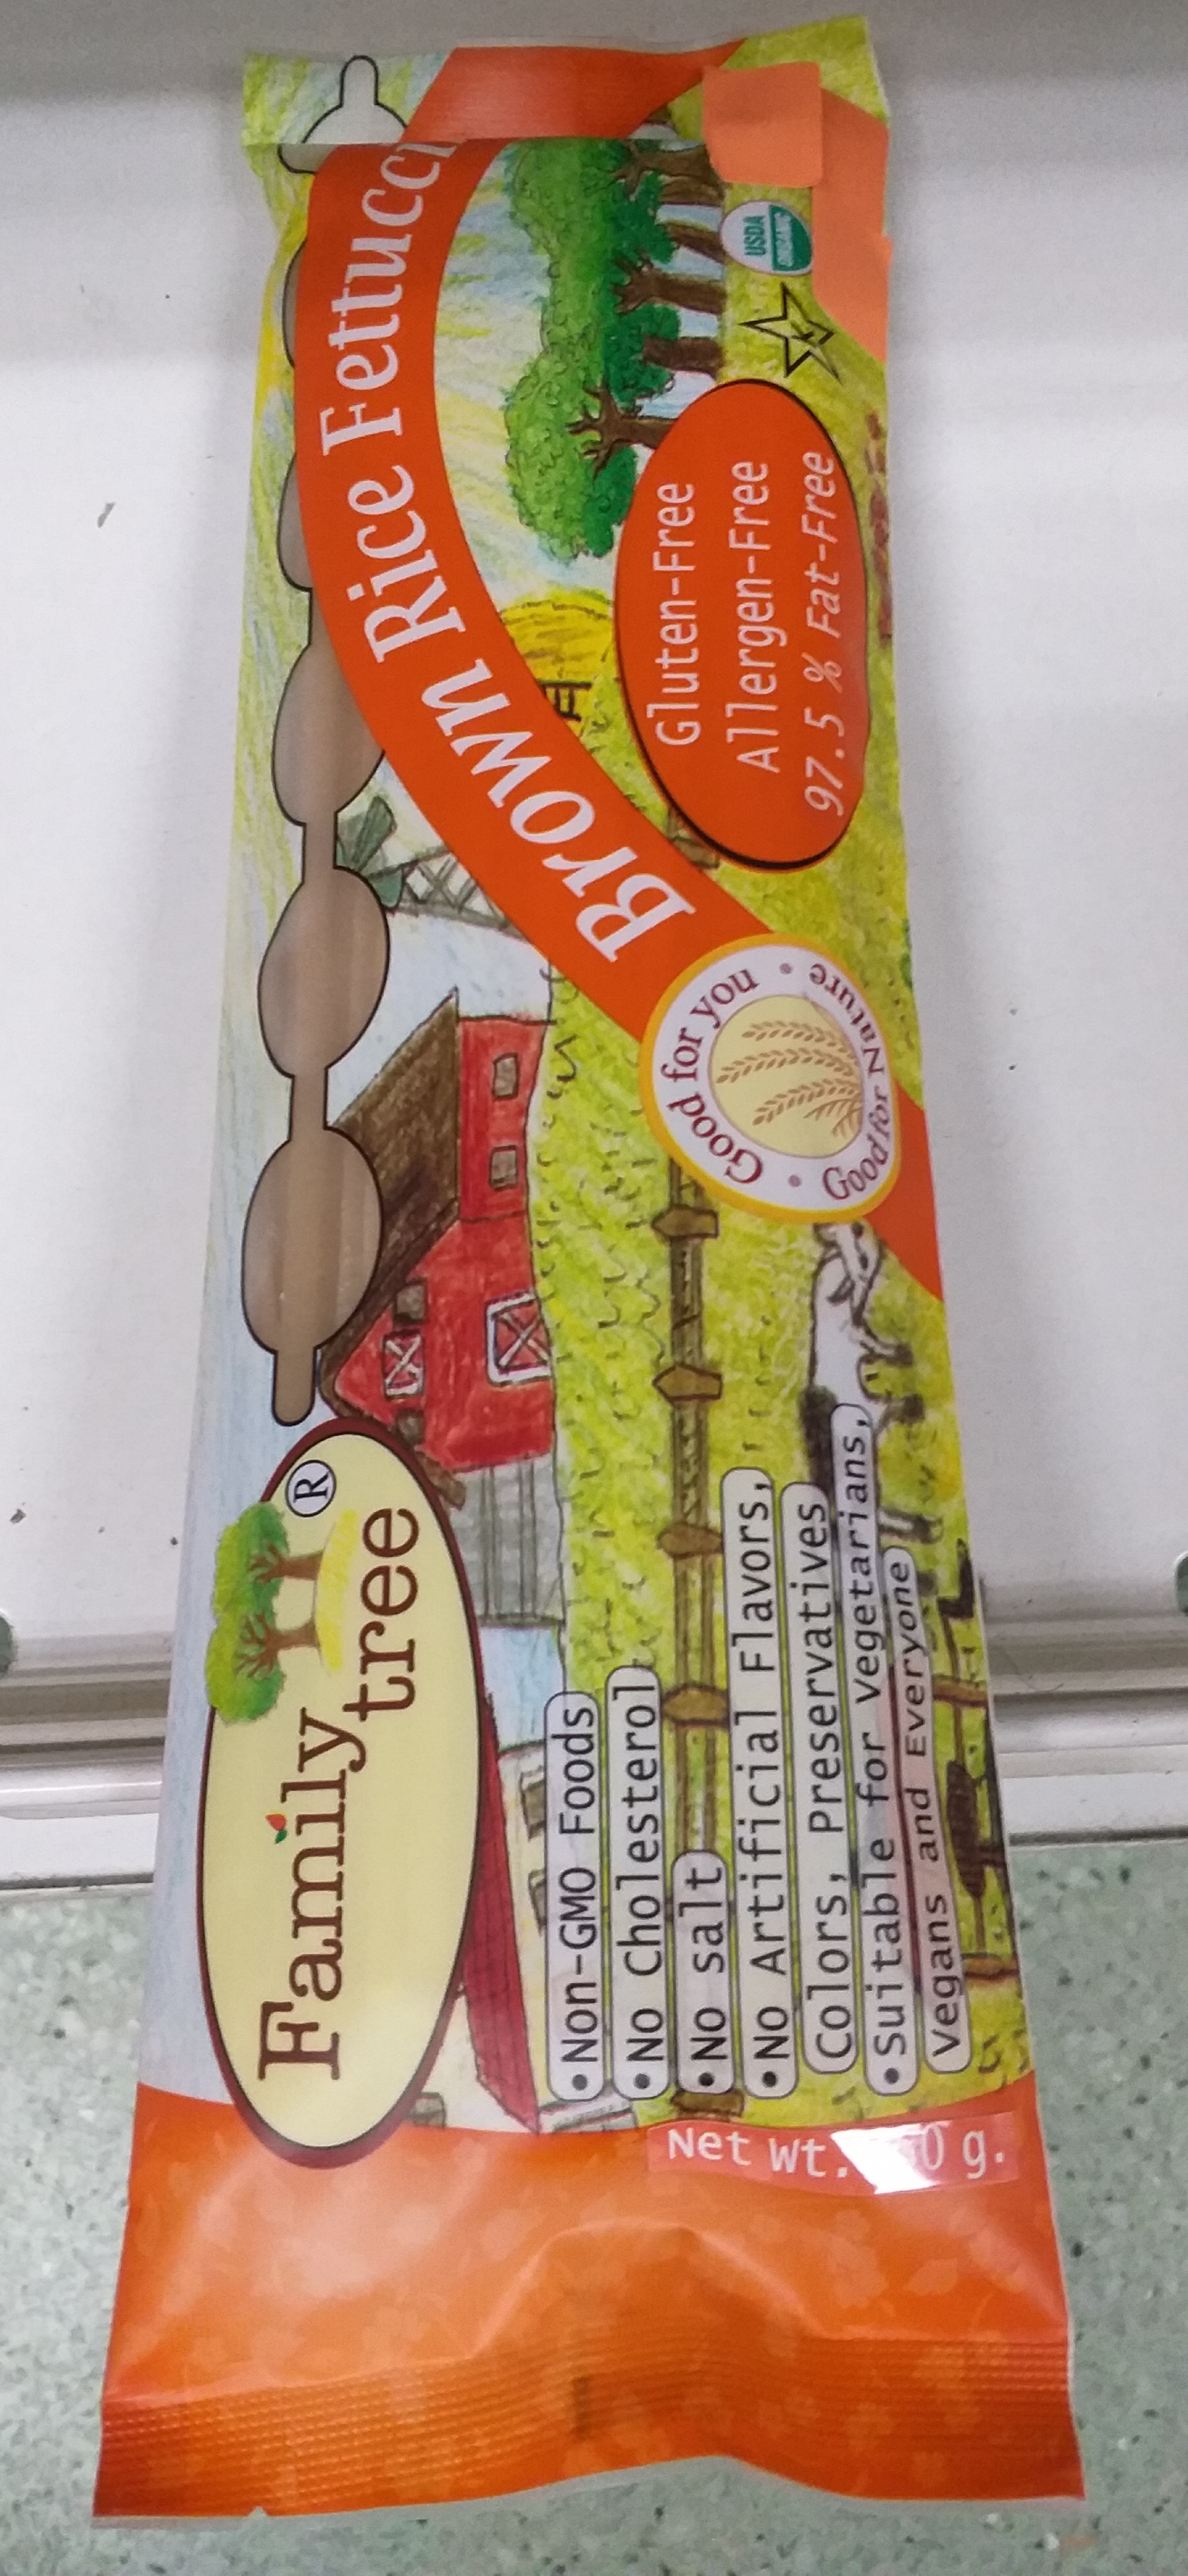 Family
tree
®
Brown Rice Fettucci
Gluten-Free
Allergen-Free
97.5 % Fat-Free
USDA
ORGANIC
K
Good for you • Good for Nature •
• Non-GMO Foods
• No Cholesterol
• No salt
• No Artificial Flavors,
Colors, Preservatives
• Suitable for Vegetarians,
Vegans and Everyone
Net Wt. g.